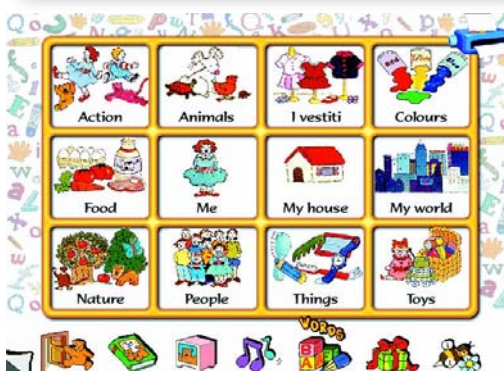 Action Animals I vestiti Colours
Food Me My house My world
Nature People Things Toys
WORDS